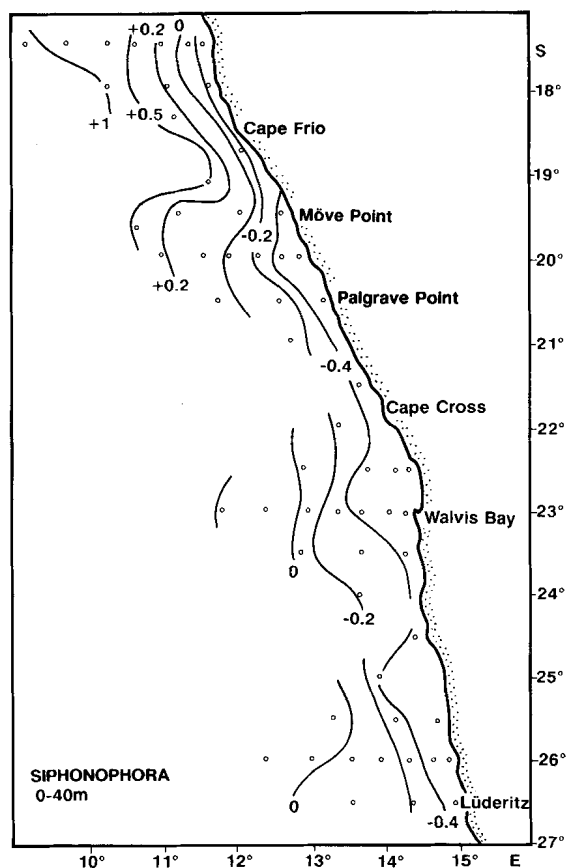 +0.2 0
S
18°
+1 +0.5
Cape Frio
19°
Möve Point
-0.2
20°
+0.2
Palgrave Point
21°
-0.4
Cape Cross
22°
23°
Walvis Bay
0
24°
-0.2
25°
SIPHONOPHORA
0-40m
26°
0
Lüderitz
-0.4
27°
10° 11° 12° 13° 14° 15° E